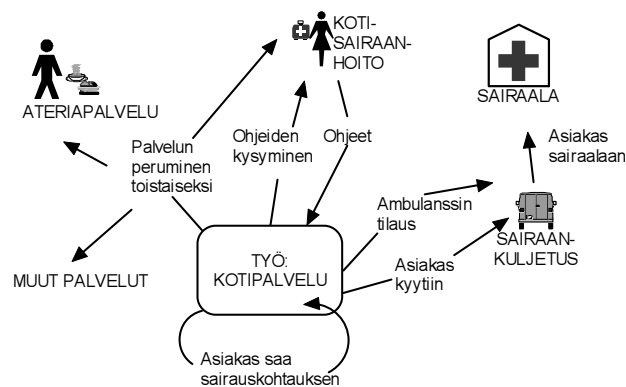 KOTI-
SAIRAAN-
HOITO
ATERIAPALVELU
SAIRAALA
Palvelun
peruminen
toistaiseksi
Ohjeiden
kysyminen
Ohjeet
Asiakas
sairaalaan
Ambulanssin
tilaus
SAIRAAN-
KULJETUS
MUUT PALVELUT
TYÖ:
KOTIPALVELU
Asiakas
kyytiin
Asiakas saa
sairauskohtauksen